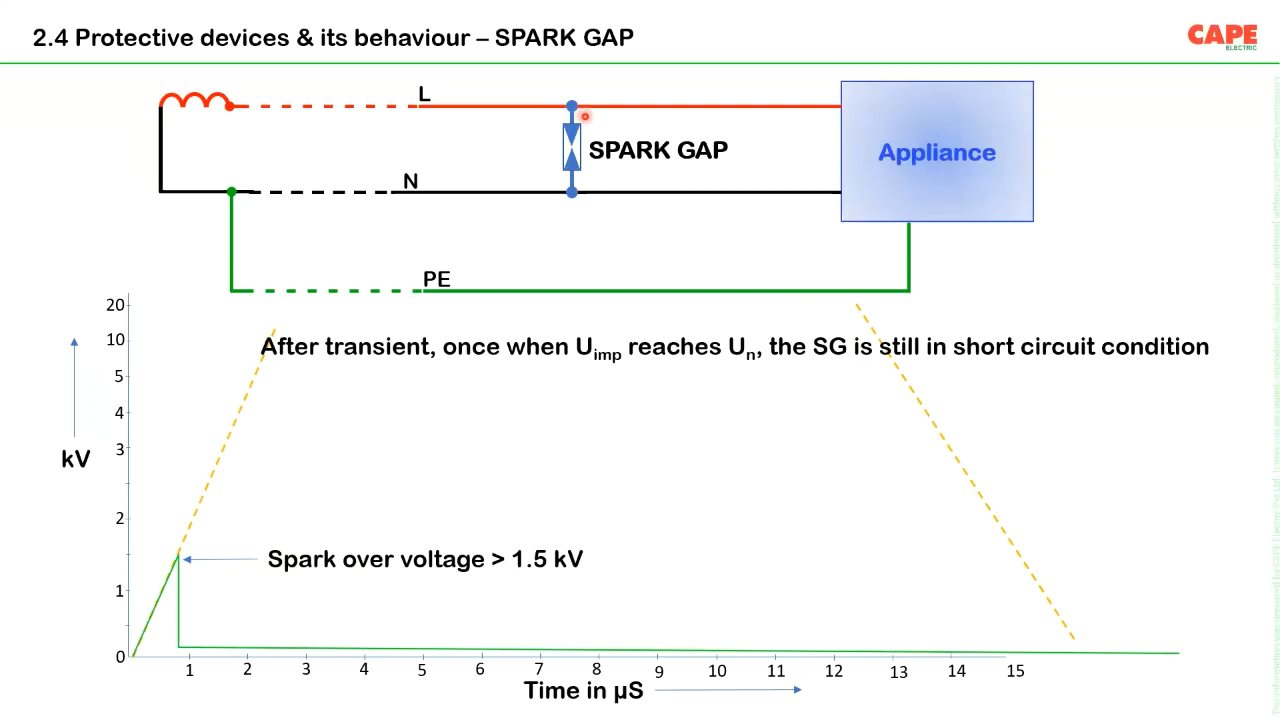 2.4 Protective devices & its behaviour – SPARK GAP
CAPE
ELECTRIC
L
SPARK GAP
Appliance
N
PE
20
10
5
4
3
2
1
0
kV
After transient, once when Uimp reaches Un, the SG is still in short circuit condition
Spark over voltage > 1.5 kV
1 2 3 4 5 6 7 8 9 10 11 12 13 14 15
Time in µS